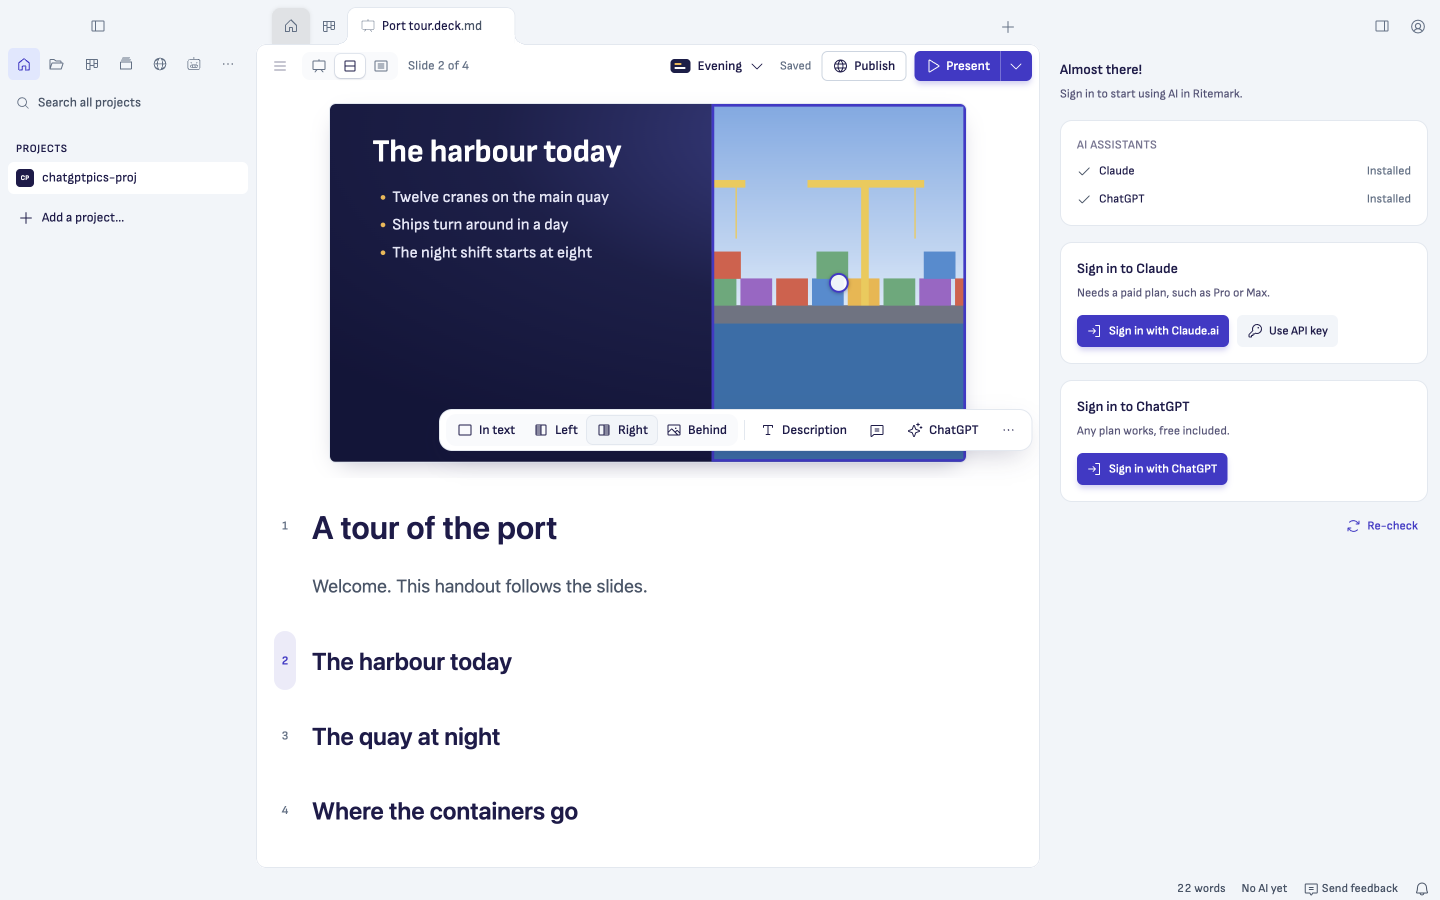 Port tour.deck.md
Search all projects
PROJECTS
CP
chatgptpics-proj
Add a project...
Slide 2 of 4
Evening
Saved
Publish
Present
The harbour today
• Twelve cranes on the main quay
• Ships turn around in a day
• The night shift starts at eight
In text
Left
Right
Behind
Description
ChatGPT
1
A tour of the port
Welcome. This handout follows the slides.
2
The harbour today
3
The quay at night
4
Where the containers go
Almost there!
Sign in to start using AI in Ritemark.
AI ASSISTANTS
Claude Installed
ChatGPT Installed
Sign in to Claude
Needs a paid plan, such as Pro or Max.
Sign in with Claude.ai
Use API key
Sign in to ChatGPT
Any plan works, free included.
Sign in with ChatGPT
Re-check
22 words
No AI yet
Send feedback